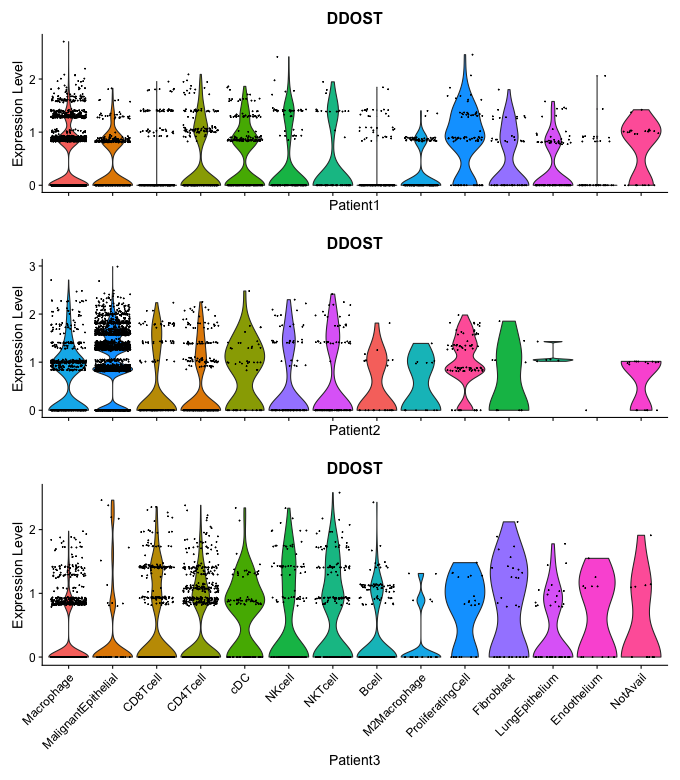 DDOST
Expression Level
2
1
0
Patient1
DDOST
Expression Level
3
2
1
0
Patient2
DDOST
Expression Level
2
1
0
Macrophage
MalignantEpithelial
CD8Tcell
CD4Tcell
cDC
NKcell
NKTcell
Bcell
M2Macrophage
ProliferatingCell
Fibroblast
LungEpithelium
Endothelium
NotAvail
Patient3